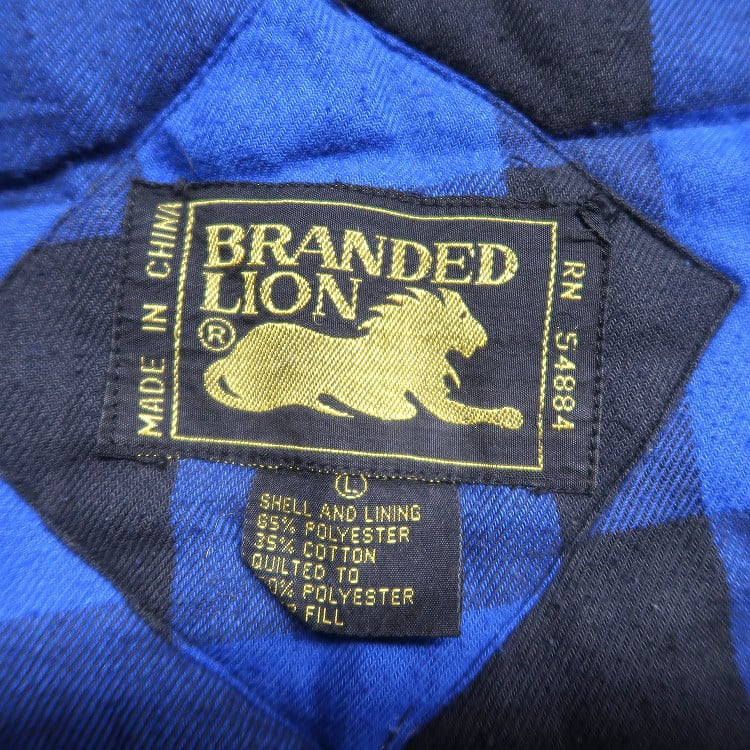 MADE IN CHINA
BRANDED
LION
®
RN 54884
L
SHELL AND LINING
65% POLYESTER
35% COTTON
QUILTED TO
POLYESTER
FILL